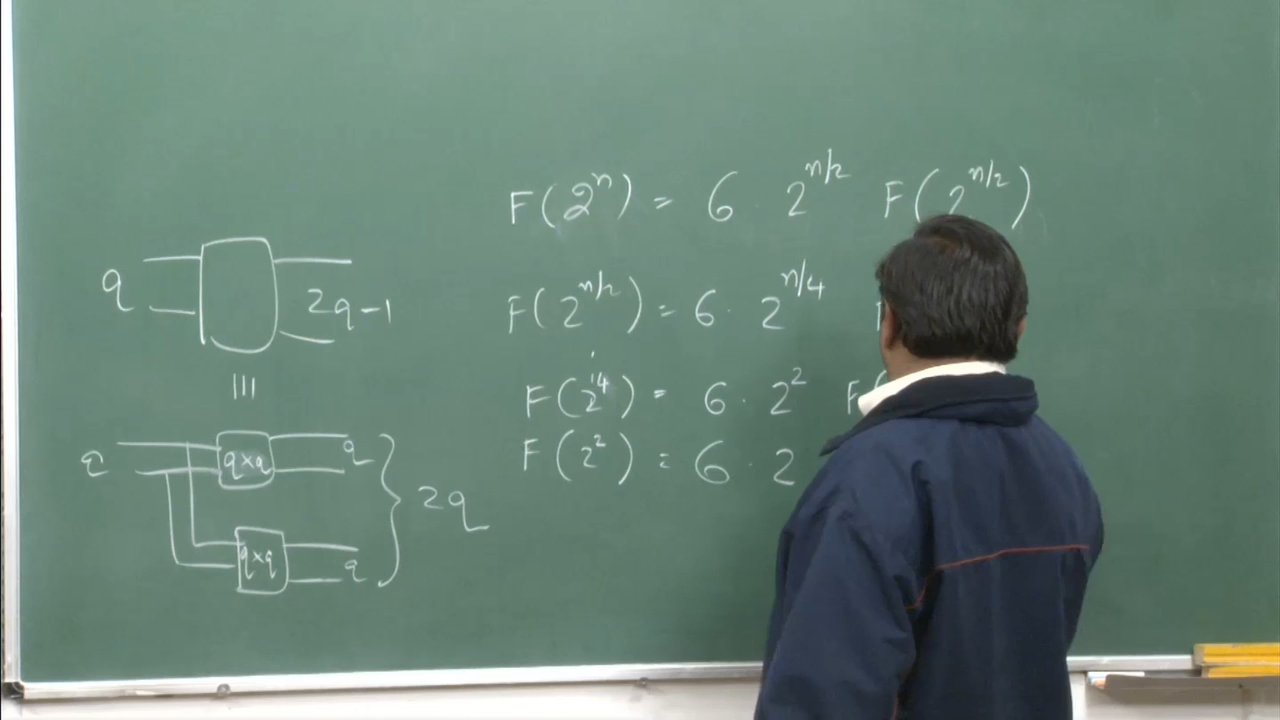 F(2^n) = 6 · 2^{n/2} F(2^{n/2})
F(2^{n/2}) = 6 · 2^{n/4}
F(2^4) = 6 · 2^2 F(
F(2^2) = 6 · 2
q
2q-1
|||
q
q×q
q
q×q
q
2q